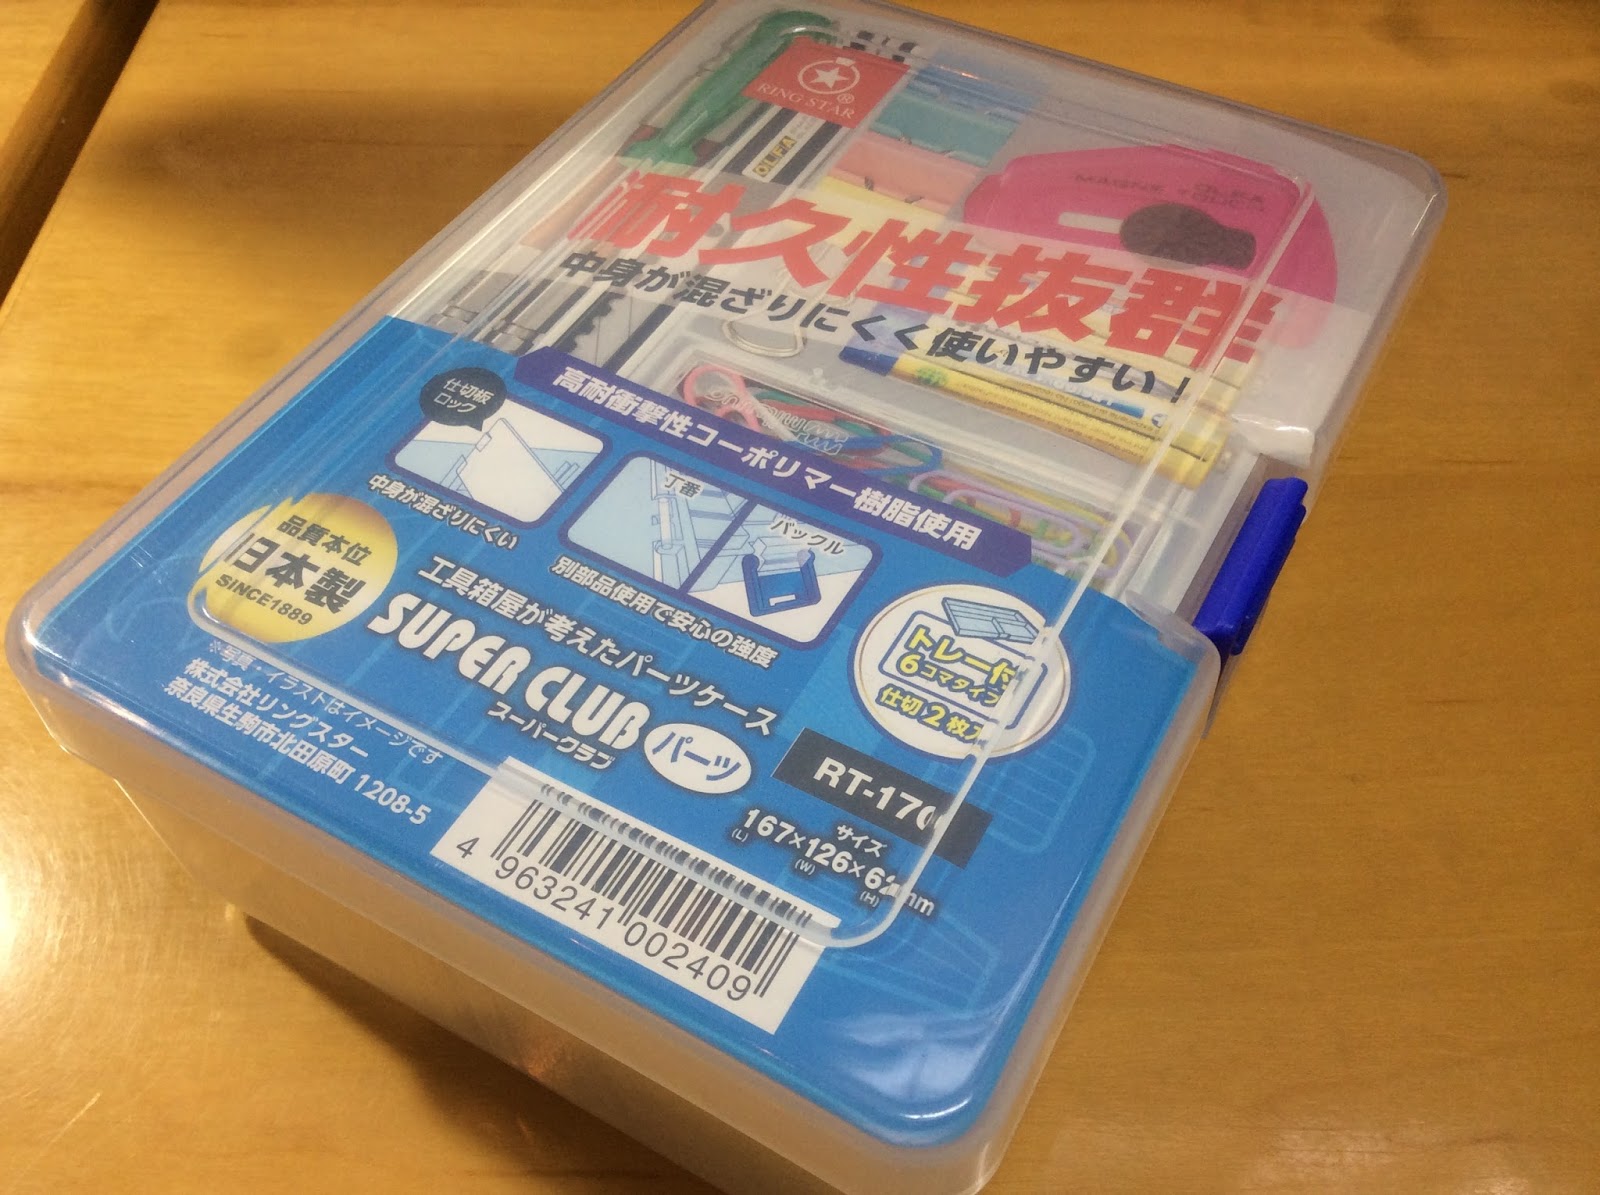 RING STAR
OLFA
耐久性抜群
中身が混ざりにくく使いやすい!
高耐衝撃性コーポリマー樹脂使用
仕切板
ロック
中身が混ざりにくい
丁番
バックル
別部品使用で安心の強度
品質本位
日本製
SINCE1889
工具箱屋が考えたパーツケース
SUPER CLUB
スーパークラブ
パーツ
トレー付
6コマタイプ
仕切2枚入
RT-170
サイズ
167×126×62mm
(L)
(W)
(H)
※写真・イラストはイメージです
株式会社リングスター
奈良県生駒市北田原町 1208-5
4 963241 002409